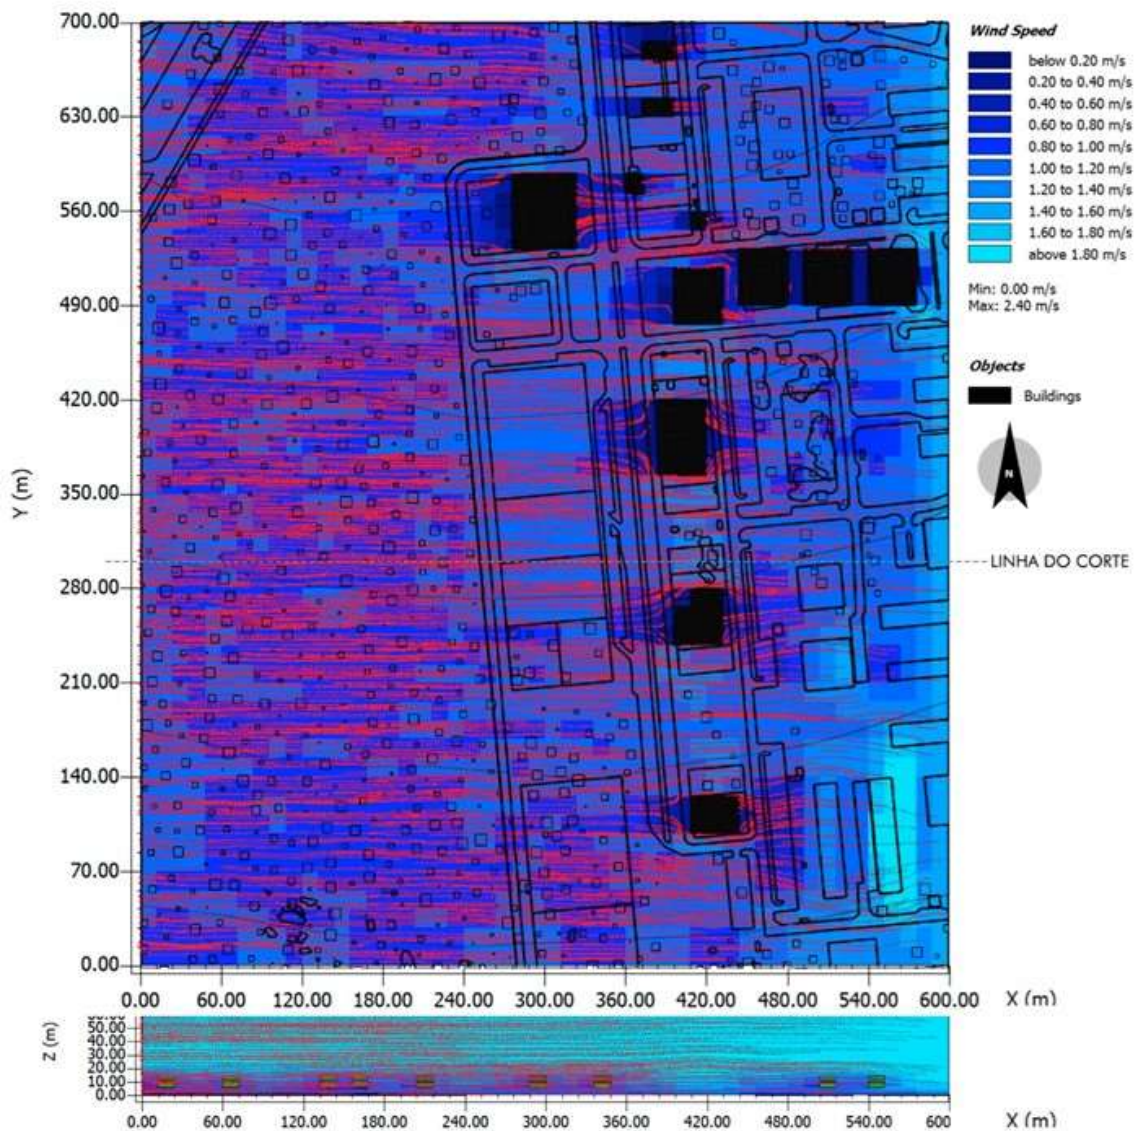 Wind Speed
below 0.20 m/s
0.20 to 0.40 m/s
0.40 to 0.60 m/s
0.60 to 0.80 m/s
0.80 to 1.00 m/s
1.00 to 1.20 m/s
1.20 to 1.40 m/s
1.40 to 1.60 m/s
1.60 to 1.80 m/s
above 1.80 m/s
Min: 0.00 m/s
Max: 2.40 m/s
Objects
Buildings
N
LINHA DO CORTE
Y (m)
700.00
630.00
560.00
490.00
420.00
350.00
280.00
210.00
140.00
70.00
0.00
0.00 60.00 120.00 180.00 240.00 300.00 360.00 420.00 480.00 540.00 600.00 X (m)
Z (m)
50.00
40.00
30.00
20.00
10.00
0.00
0.00 60.00 120.00 180.00 240.00 300.00 360.00 420.00 480.00 540.00 600 X (m)